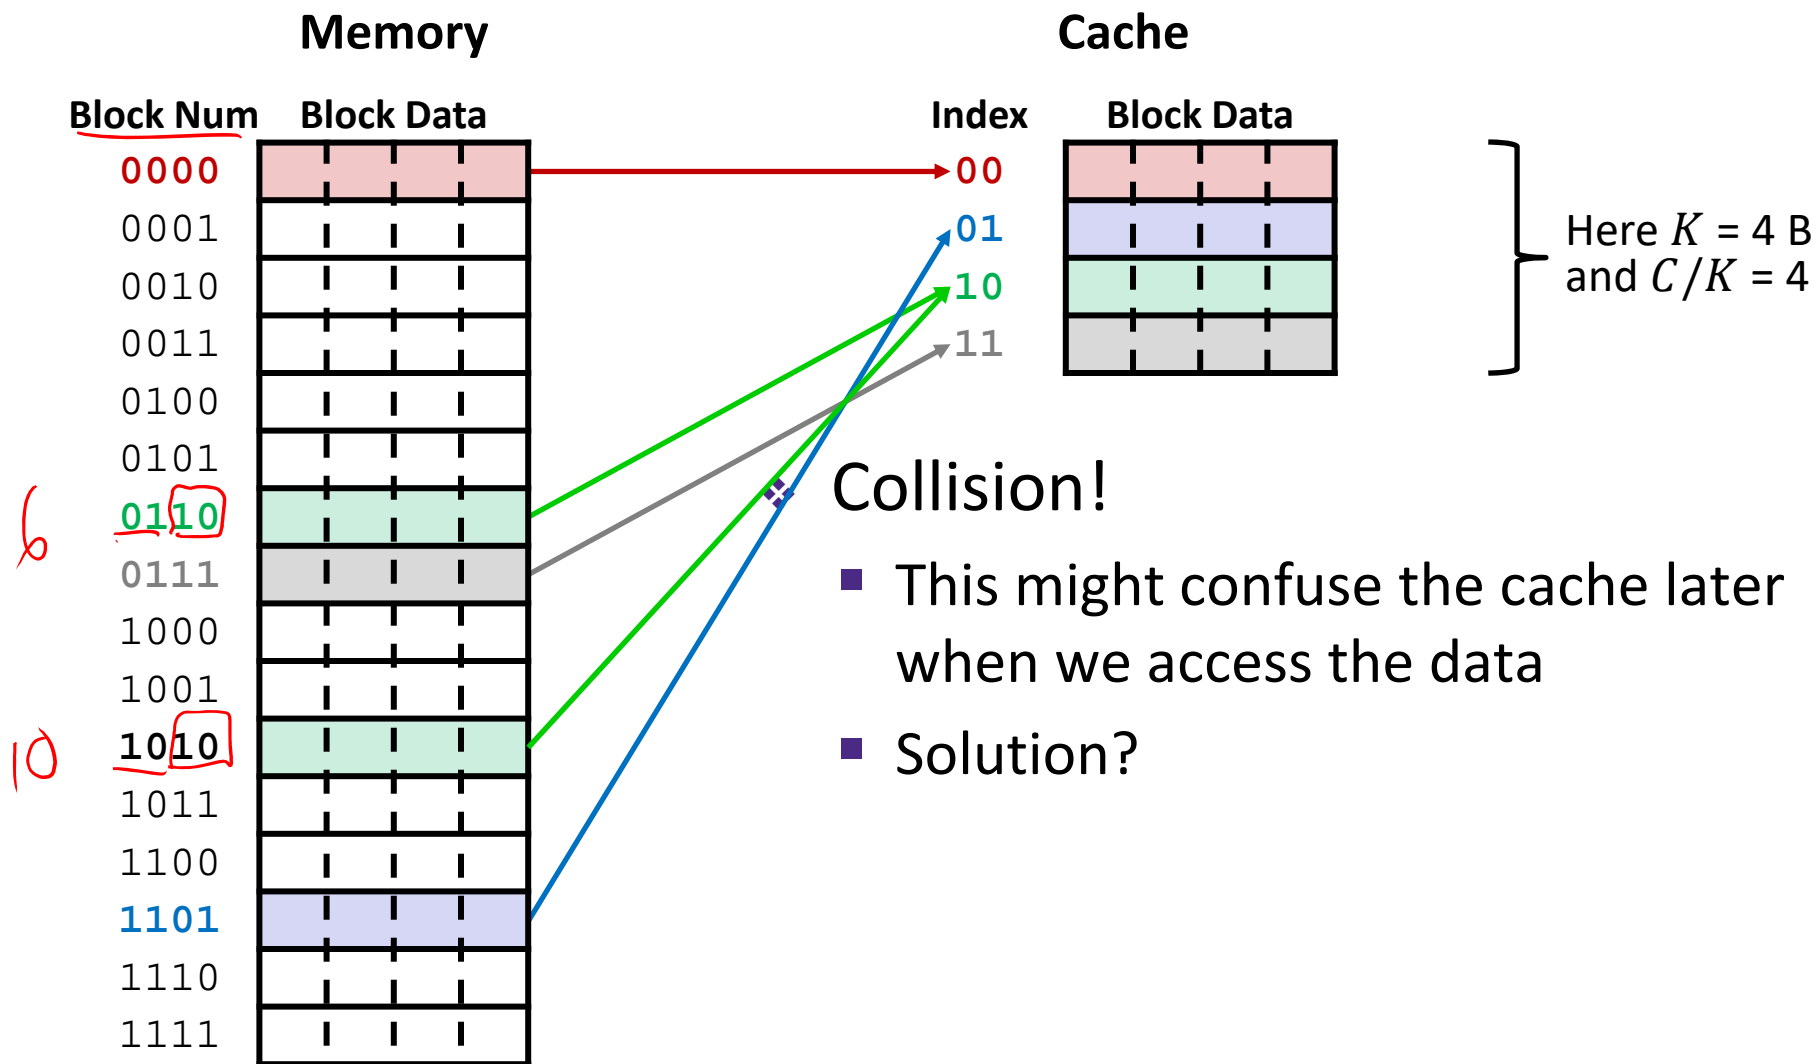 Memory
Cache
Block Num Block Data
Index Block Data
0000
0001
0010
0011
0100
0101
6 0110
0111
1000
1001
10 1010
1011
1100
1101
1110
1111
00
01
10
11
Here K = 4 B
and C/K = 4
Collision!
This might confuse the cache later
when we access the data
Solution?